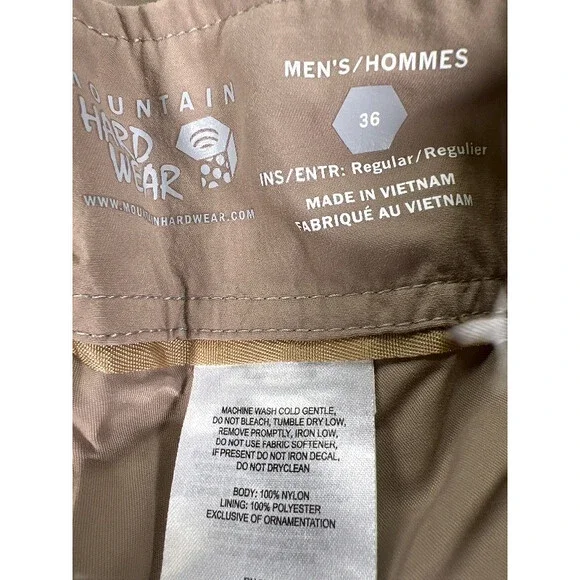 MOUNTAIN
HARD
WEAR
WWW.MOUNTAINHARDWEAR.COM
MEN'S/HOMMES
36
INS/ENTR: Regular/Regulier
MADE IN VIETNAM
FABRIQUÉ AU VIETNAM
MACHINE WASH COLD GENTLE,
DO NOT BLEACH, TUMBLE DRY LOW,
REMOVE PROMPTLY, IRON LOW,
DO NOT USE FABRIC SOFTENER,
IF PRESENT DO NOT IRON DECAL,
DO NOT DRYCLEAN
BODY: 100% NYLON
LINING: 100% POLYESTER
EXCLUSIVE OF ORNAMENTATION